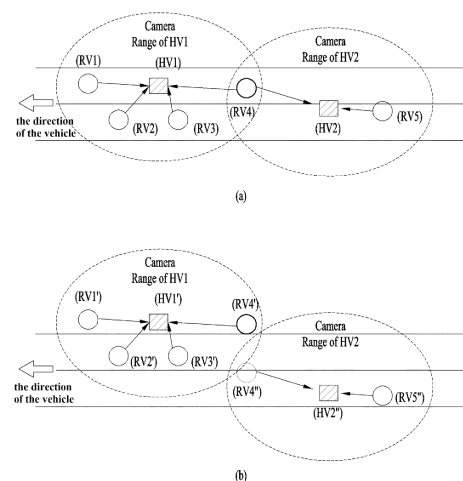 Camera
Range of HV1
Camera
Range of HV2
(RV1)
(HV1)
(RV4)
(RV2)
(RV3)
(HV2)
(RV5)
the direction
of the vehicle
(a)
Camera
Range of HV1
(RV1')
(HV1')
(RV4')
Camera
Range of HV2
(RV2')
(RV3')
(RV4'')
(HV2'')
(RV5'')
the direction
of the vehicle
(b)